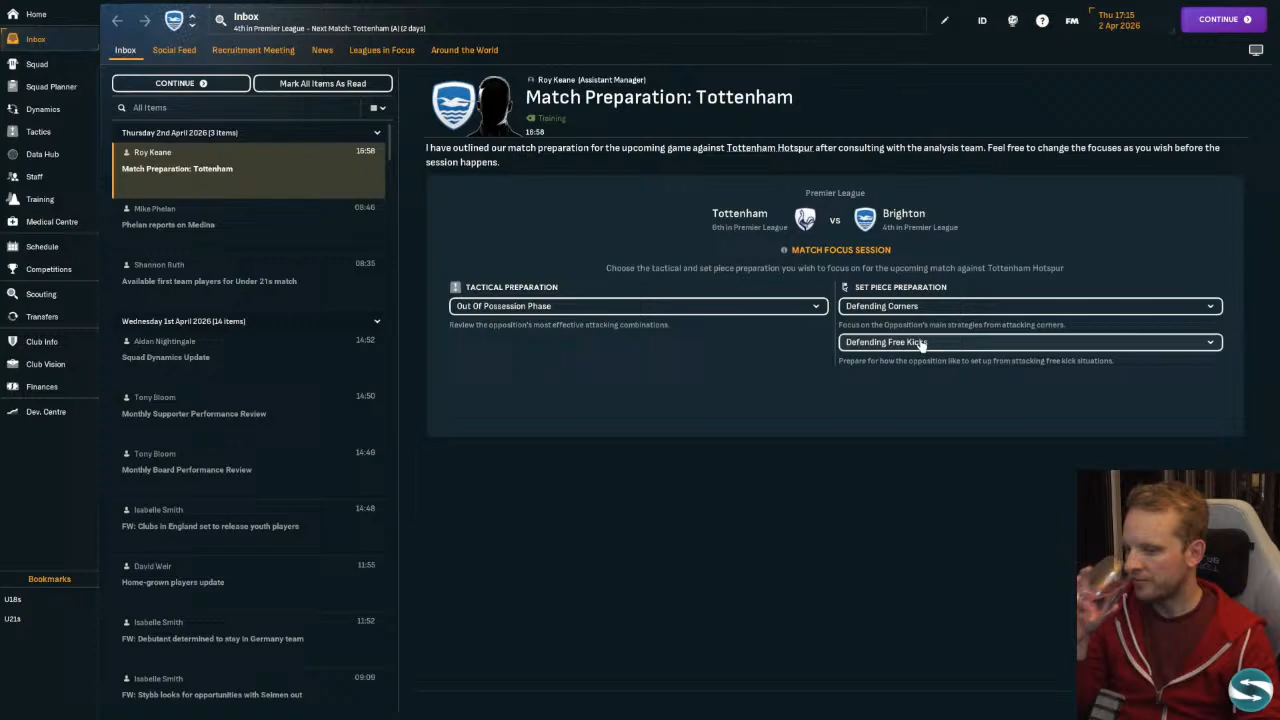 Home
Inbox
Squad
Squad Planner
Dynamics
Tactics
Data Hub
Staff
Training
Medical Centre
Schedule
Competitions
Scouting
Transfers
Club Info
Club Vision
Finances
Dev. Centre
Bookmarks
U18s
U21s
Inbox
4th in Premier League - Next Match: Tottenham (A) (2 days)
ID
FM
Thu 17:15
2 Apr 2026
CONTINUE
Inbox
Social Feed
Recruitment Meeting
News
Leagues in Focus
Around the World
CONTINUE
Mark All Items As Read
All Items
Thursday 2nd April 2026 (3 items)
Roy Keane
16:58
Match Preparation: Tottenham
Mike Phelan
08:46
Phelan reports on Medina
Shannon Ruth
08:35
Available first team players for Under 21s match
Wednesday 1st April 2026 (14 items)
Aidan Nightingale
14:52
Squad Dynamics Update
Tony Bloom
14:50
Monthly Supporter Performance Review
Tony Bloom
14:49
Monthly Board Performance Review
Isabelle Smith
14:48
FW: Clubs in England set to release youth players
David Weir
11:55
Home-grown players update
Isabelle Smith
11:52
FW: Debutant determined to stay in Germany team
Isabelle Smith
09:09
FW: Stybb looks for opportunities with Selmen out
Roy Keane (Assistant Manager)
Match Preparation: Tottenham
Training
16:58
I have outlined our match preparation for the upcoming game against Tottenham Hotspur after consulting with the analysis team. Feel free to change the focuses as you wish before the
session happens.
Premier League
Tottenham
6th in Premier League
VS
Brighton
4th in Premier League
MATCH FOCUS SESSION
Choose the tactical and set piece preparation you wish to focus on for the upcoming match against Tottenham Hotspur
TACTICAL PREPARATION
Out Of Possession Phase
Review the opposition's most effective attacking combinations.
SET PIECE PREPARATION
Defending Corners
Focus on the Opposition's main strategies from attacking corners.
Defending Free Kicks
Prepare for how the opposition like to set up from attacking free kick situations.